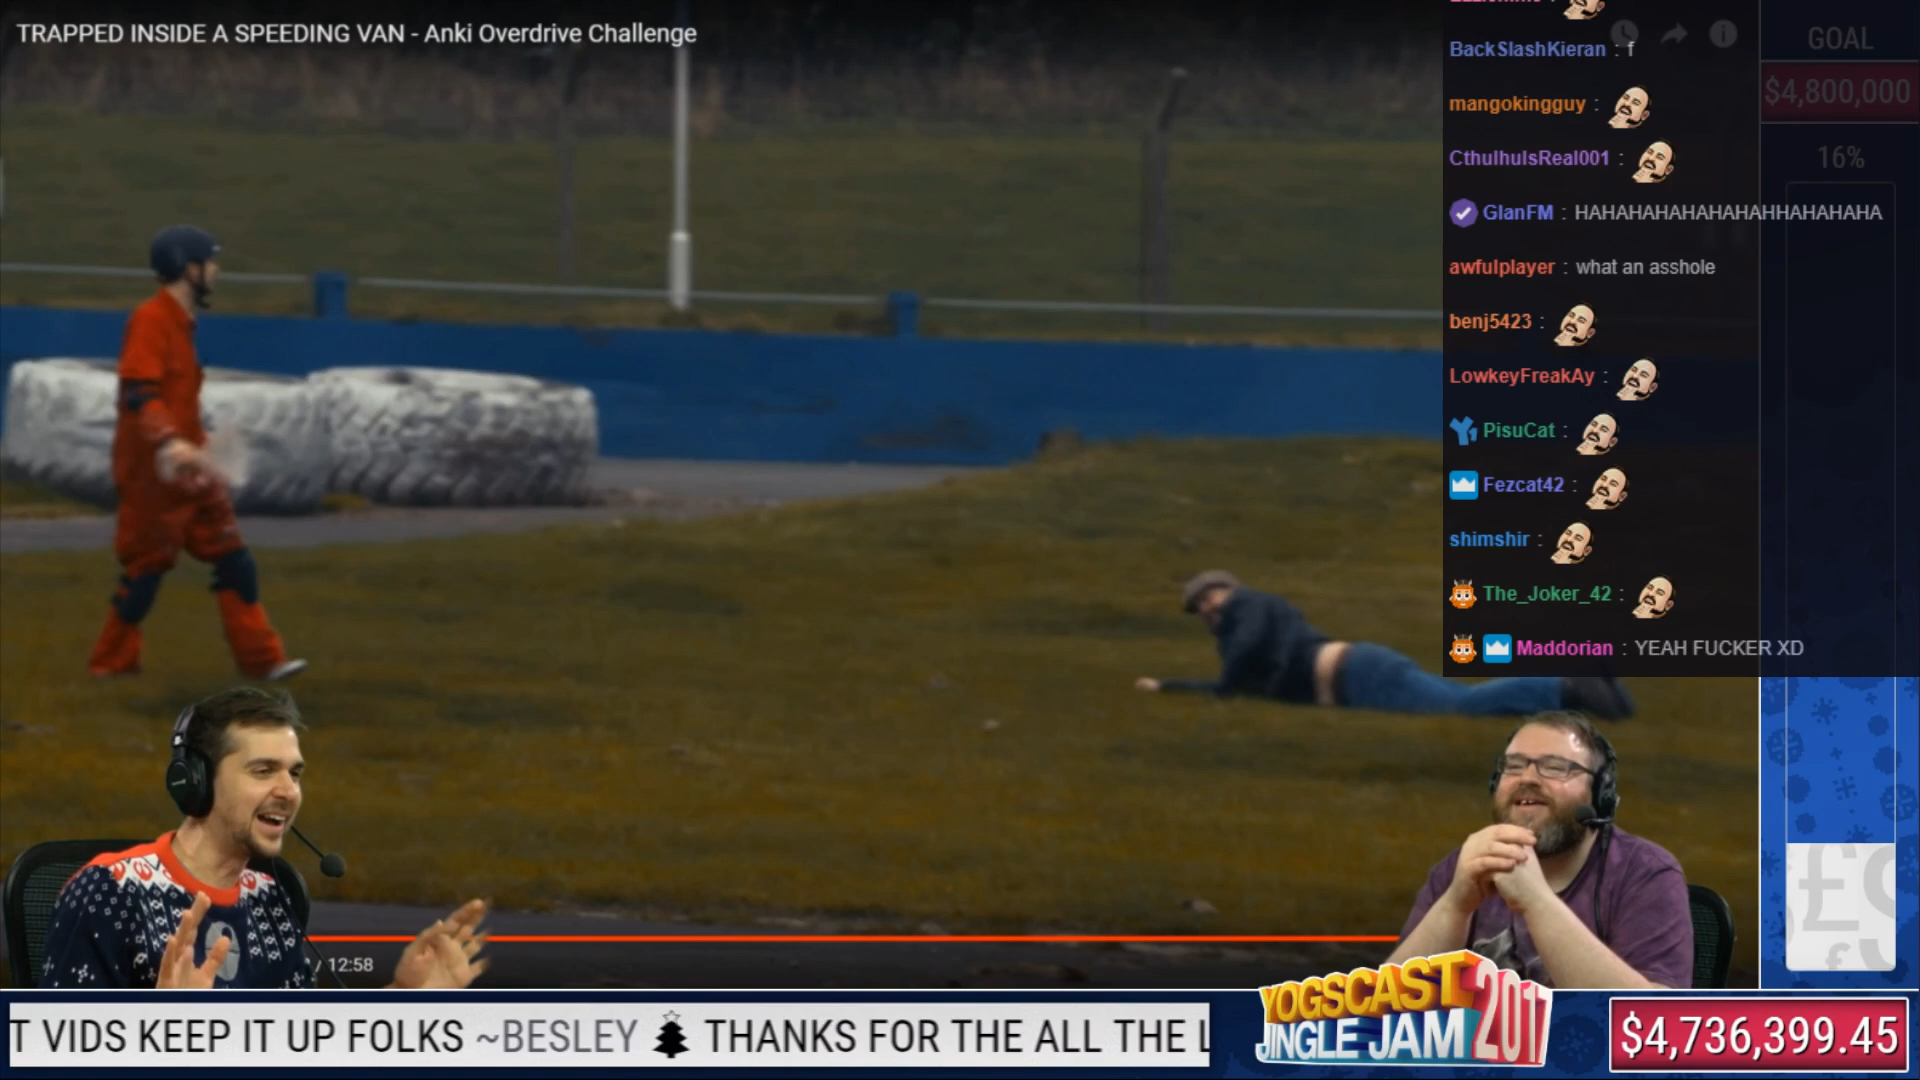 TRAPPED INSIDE A SPEEDING VAN - Anki Overdrive Challenge
BackSlashKieran : f
mangokingguy :
CthulhuIsReal001 :
GlanFM : HAHAHAHAHAHAHAHHAHAHAHA
awfulplayer : what an asshole
benj5423 :
LowkeyFreakAy :
PisuCat :
Fezcat42 :
shimshir :
The_Joker_42 :
Maddorian : YEAH FUCKER XD
GOAL
$4,800,000
16%
/ 12:58
T VIDS KEEP IT UP FOLKS ~BESLEY THANKS FOR THE ALL THE L
YOGSCAST
JINGLE JAM
2017
$4,736,399.45